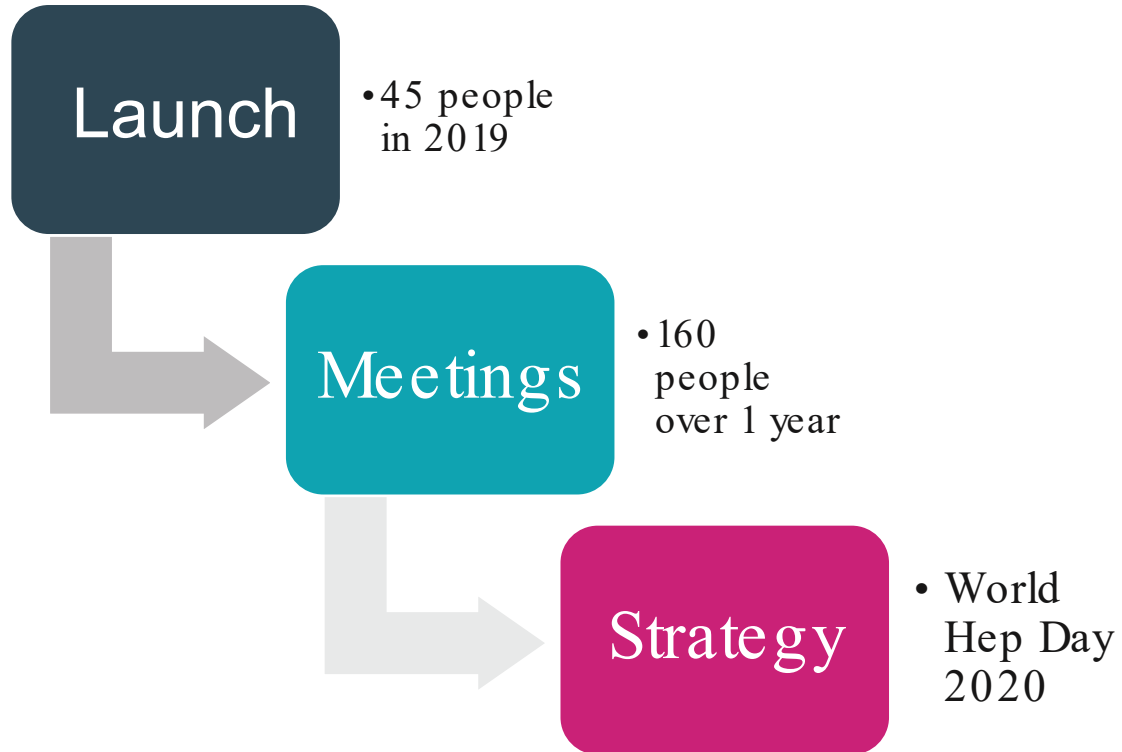 Launch
• 45 people
in 2019
Meetings
• 160
people
over 1 year
Strategy
• World
Hep Day
2020